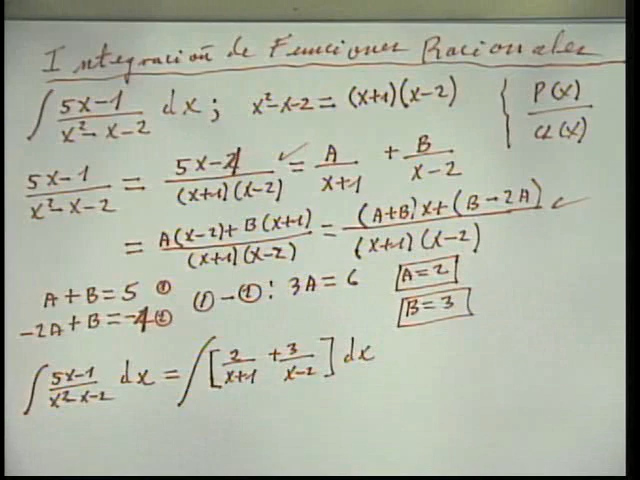 Integración de Funciones Racionales
∫ 5x-1 / x²-x-2 dx; x²-x-2 = (x+1)(x-2) { P(x) / Q(x)
5x-1 / x²-x-2 = 5x-1 / (x+1)(x-2) ✓ = A / x+1 + B / x-2
= A(x-2)+B(x+1) / (x+1)(x-2) = (A+B)x+(B-2A) / (x+1)(x-2) ✓
A+B=5 ① ①-②: 3A=6 A=2
-2A+B=-1 ② B=3
∫ 5x-1 / x²-x-2 dx = ∫ [ 2 / x+1 + 3 / x-2 ] dx